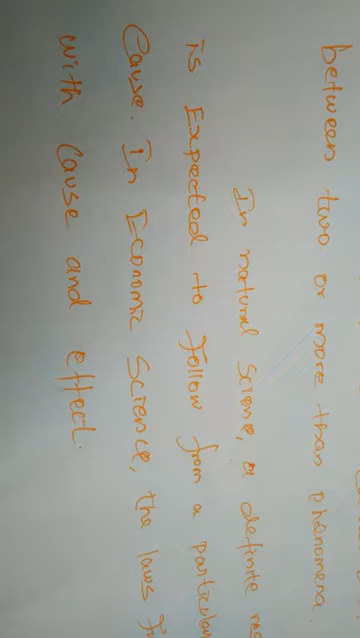 between two or more than phenomena.
In natural Science, a definite res
is Expected to follow from a particular
Cause. In Economic Science, the laws
with Cause and effect.